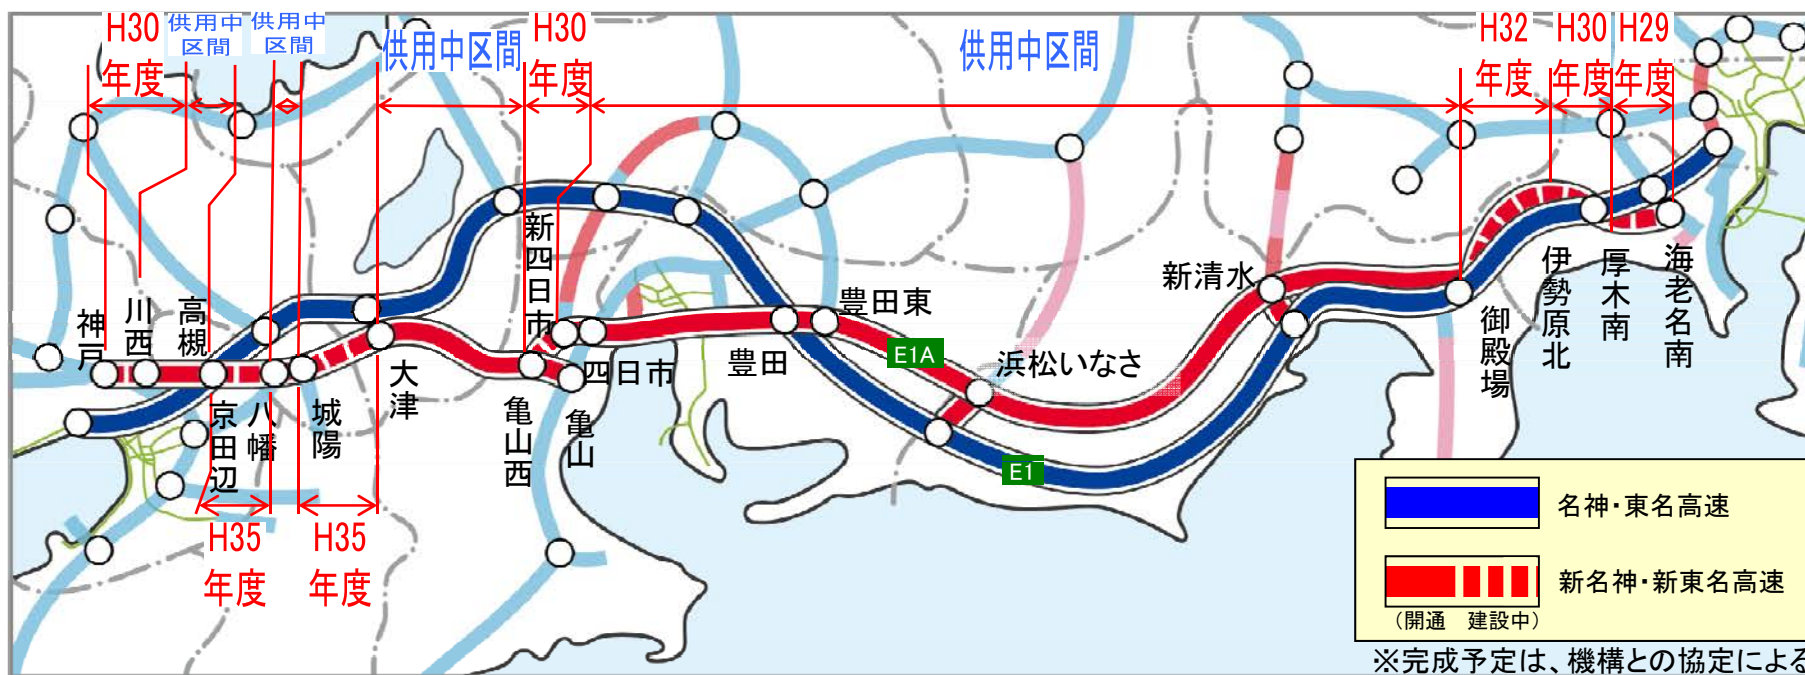 H30
年度
供用中
区間
供用中
区間
供用中区間
H30
年度
供用中区間
H32
年度
H30
年度
H29
年度
神戸
川西
高槻
京田辺
八幡
城陽
大津
新四日市
亀山西
亀山
四日市
豊田
豊田東
E1A
浜松いなさ
E1
新清水
御殿場
伊勢原北
厚木南
海老名南
H35
年度
H35
年度
名神・東名高速
新名神・新東名高速
（開通 建設中）
※完成予定は、機構との協定による